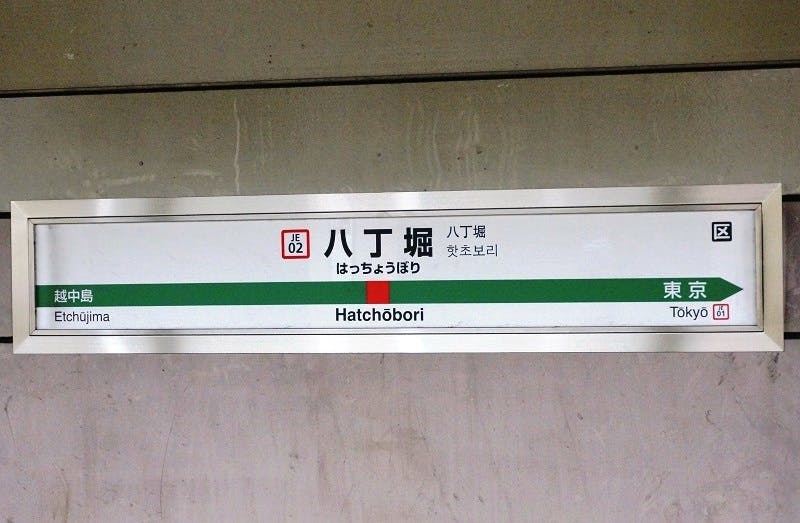 JE
02
八丁堀
八丁堀
핫초보리
はっちょうぼり
区
越中島
東京
Etchūjima
Hatchōbori
Tōkyō
JE
01